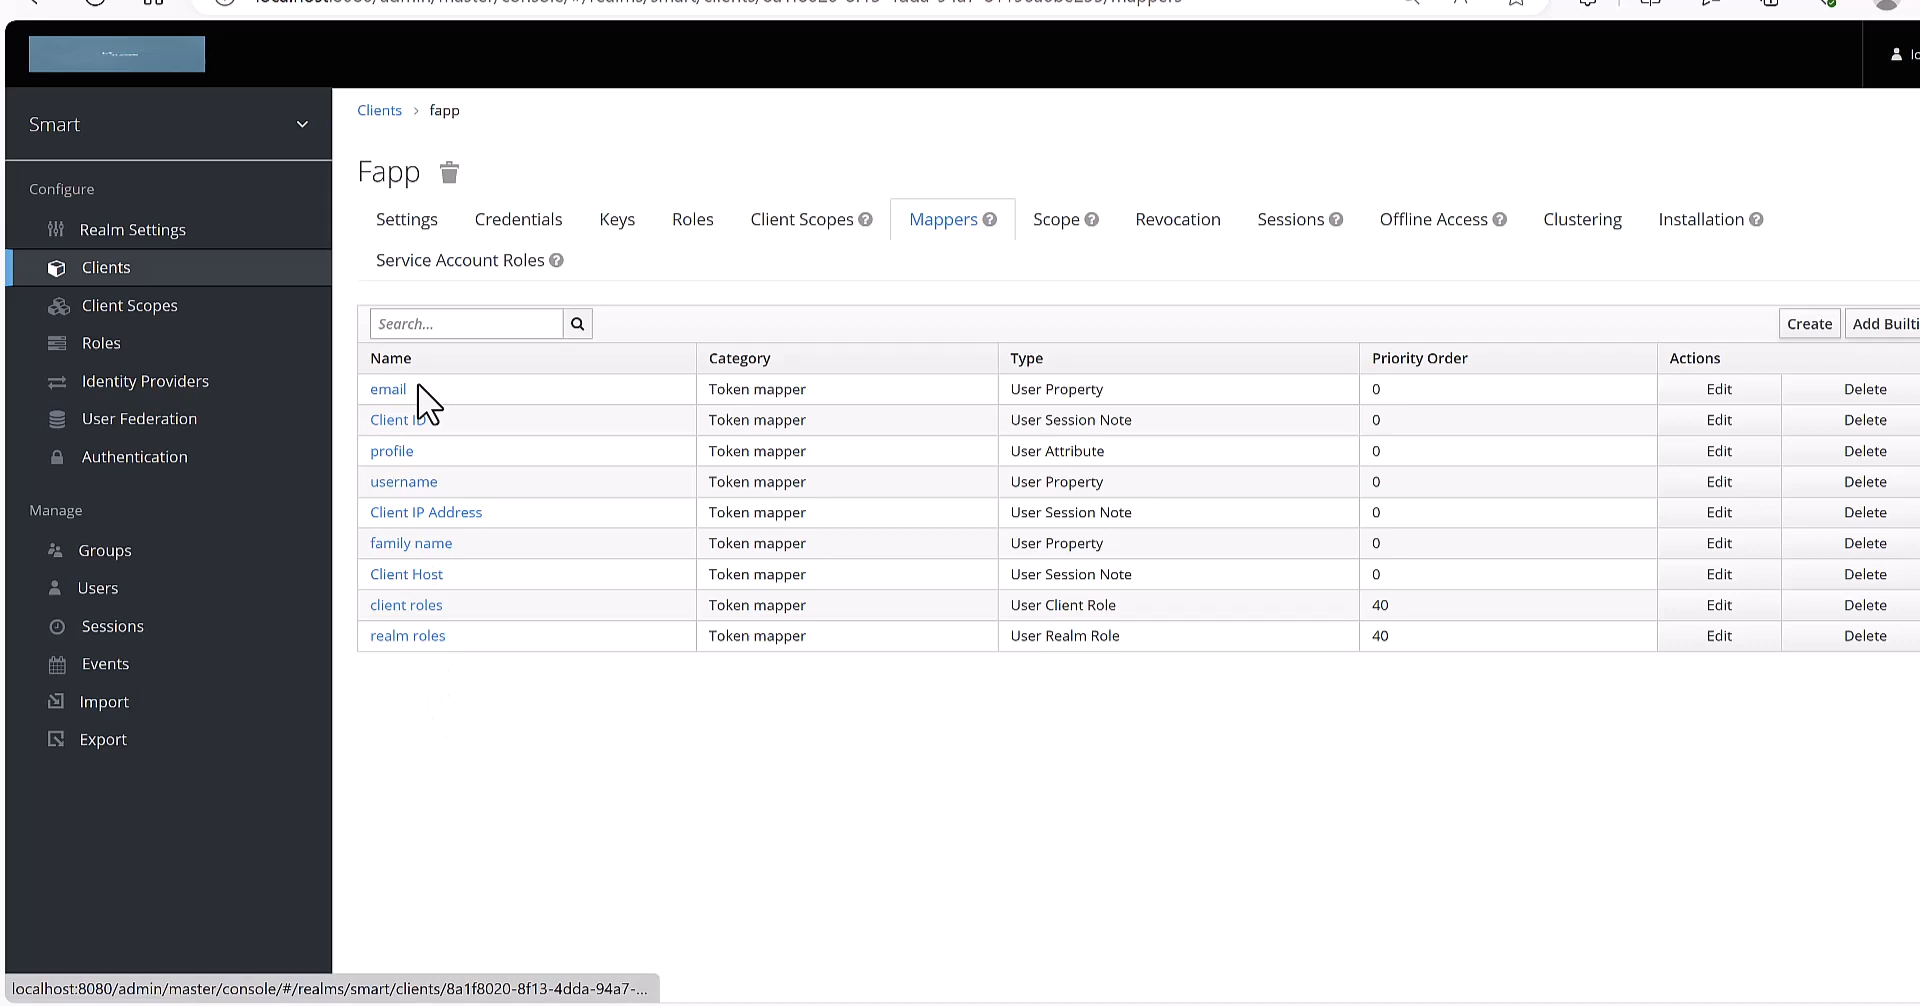 Smart
Clients > fapp
Fapp
Settings Credentials Keys Roles Client Scopes Mappers Scope Revocation Sessions Offline Access Clustering Installation
Service Account Roles
Configure
Realm Settings
Clients
Client Scopes
Roles
Identity Providers
User Federation
Authentication
Manage
Groups
Users
Sessions
Events
Import
Export
Search... Create Add Builti
Name Category Type Priority Order Actions
email Token mapper User Property 0 Edit Delete
Client ID Token mapper User Session Note 0 Edit Delete
profile Token mapper User Attribute 0 Edit Delete
username Token mapper User Property 0 Edit Delete
Client IP Address Token mapper User Session Note 0 Edit Delete
family name Token mapper User Property 0 Edit Delete
Client Host Token mapper User Session Note 0 Edit Delete
client roles Token mapper User Client Role 40 Edit Delete
realm roles Token mapper User Realm Role 40 Edit Delete
localhost:8080/admin/master/console/#/realms/smart/clients/8a1f8020-8f13-4dda-94a7-...